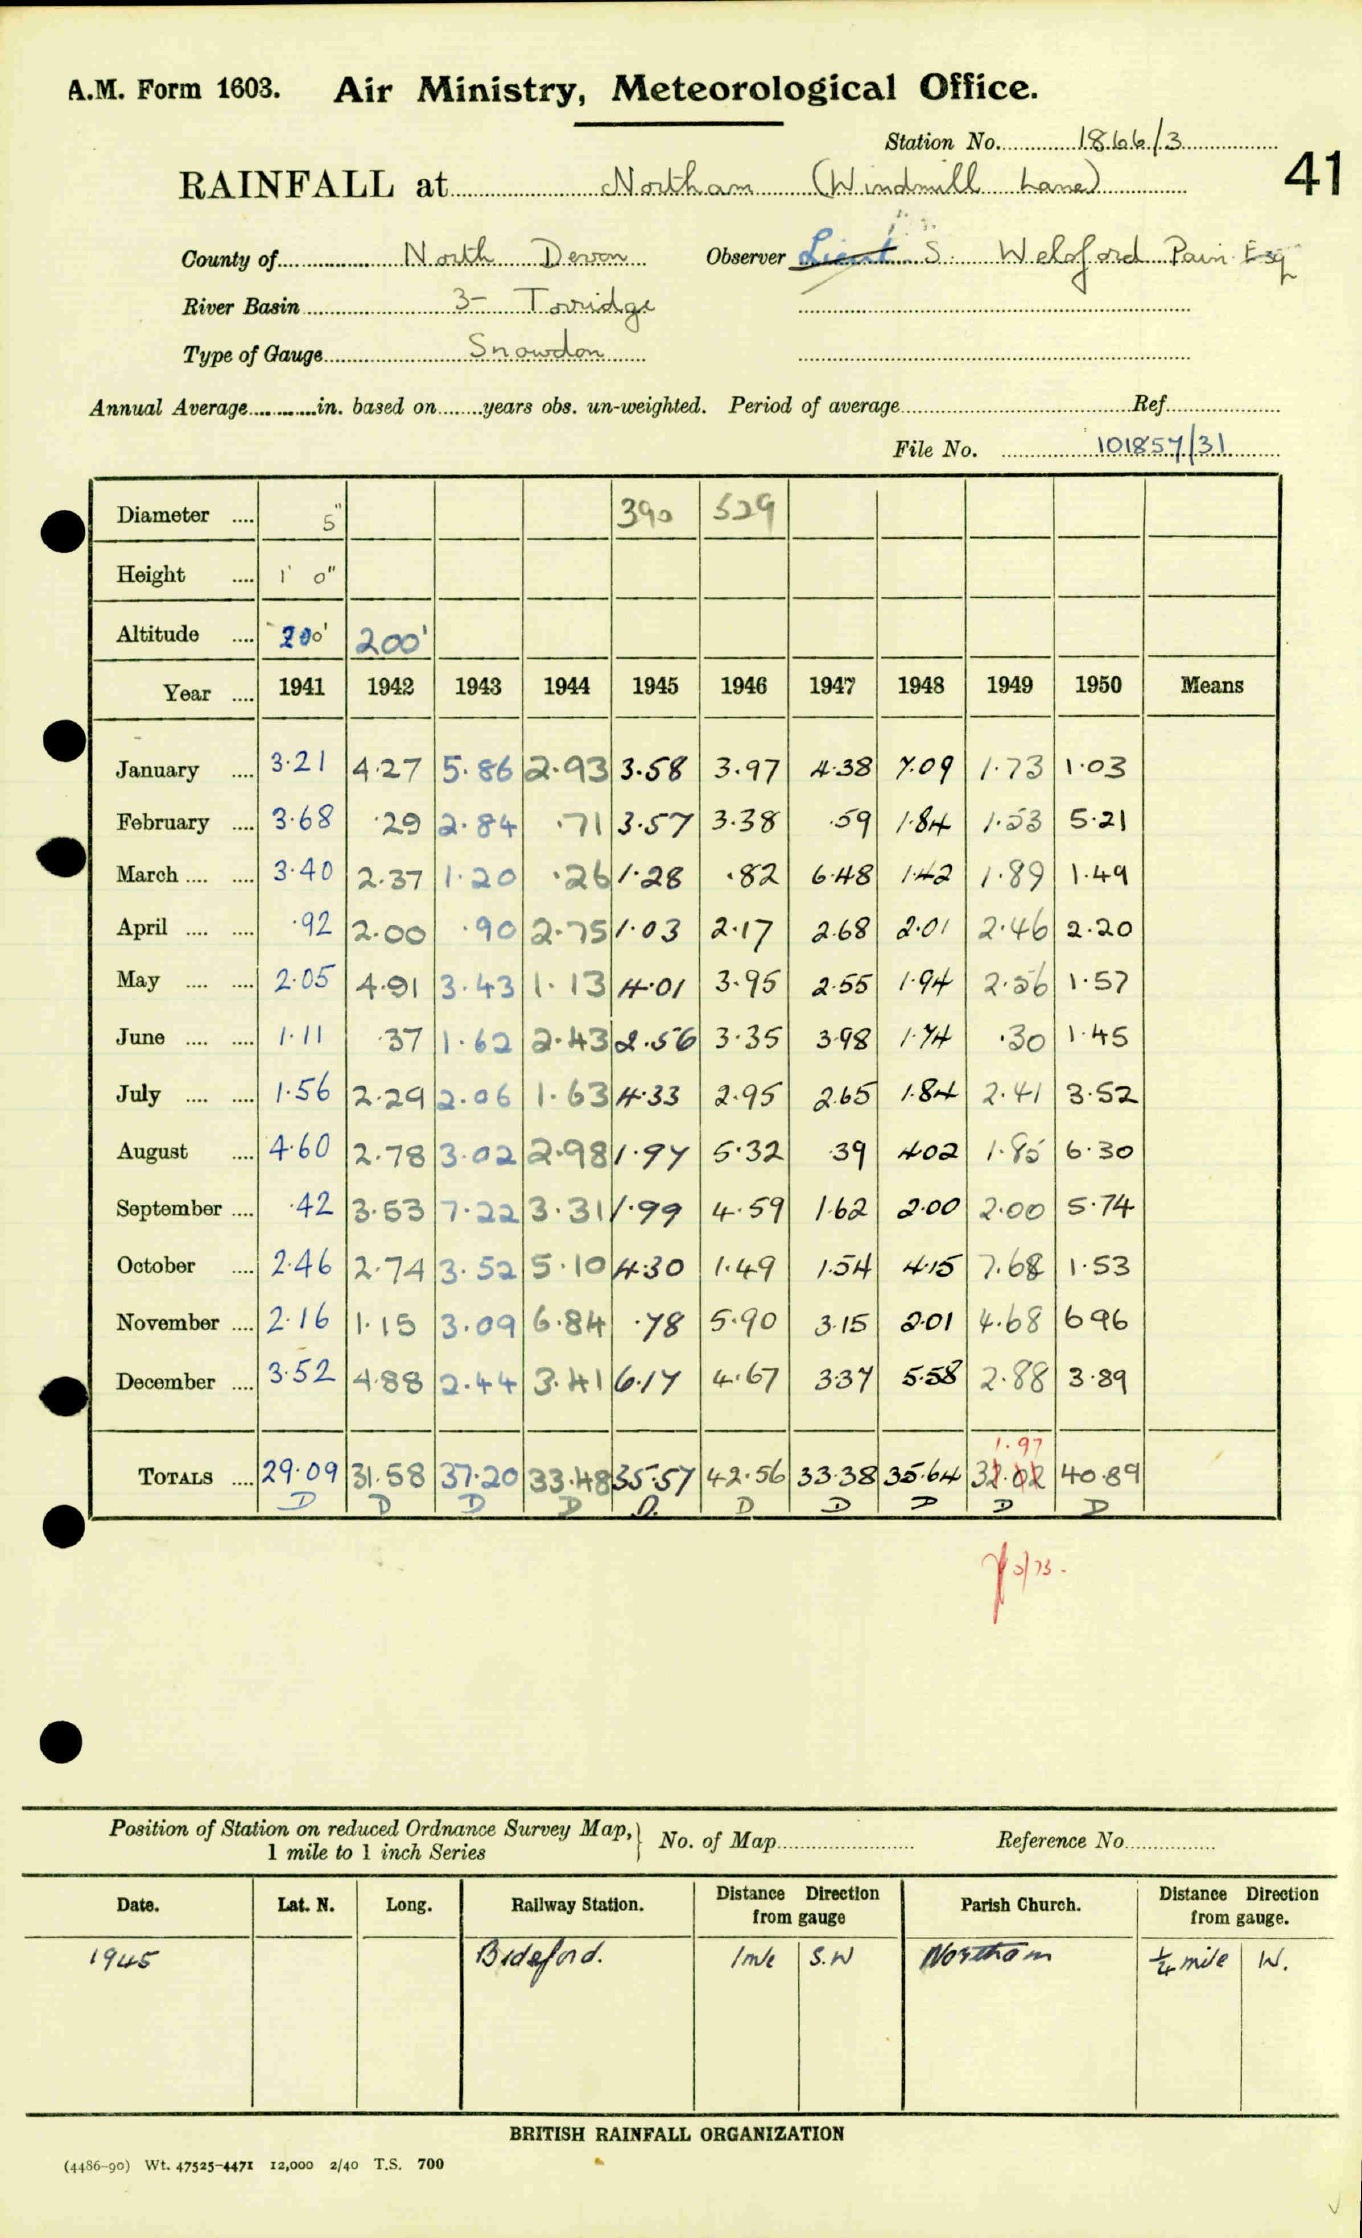 A.M. Form 1603. Air Ministry, Meteorological Office.
Station No. 1866/3
41
RAINFALL at Northam (Windmill Lane)
County of North Devon Observer Lieut. S. Welsford Pain Esq
River Basin 3- Torridge
Type of Gauge Snowdon
Annual Average in. based on years obs. un-weighted. Period of average Ref.
File No. 101857/31
Diameter .... 5" 390 529
Height .... 1' 0"
Altitude .... 200' 200'
Year .... 1941 1942 1943 1944 1945 1946 1947 1948 1949 1950 Means
January .... 3.21 4.27 5.86 2.93 3.58 3.97 4.38 7.09 1.73 1.03
February .... 3.68 .29 2.84 .71 3.57 3.38 .59 1.84 1.53 5.21
March .... .... 3.40 2.37 1.20 .26 1.28 .82 6.48 1.42 1.89 1.49
April .... .... .92 2.00 .90 2.75 1.03 2.17 2.68 2.01 2.46 2.20
May .... .... 2.05 4.91 3.43 1.13 4.01 3.95 2.55 1.94 2.56 1.57
June .... .... 1.11 .37 1.62 2.43 2.56 3.35 3.98 1.74 .30 1.45
July .... .... 1.56 2.29 2.06 1.63 4.33 2.95 2.65 1.84 2.41 3.52
August .... 4.60 2.78 3.02 2.98 1.97 5.32 .39 4.02 1.85 6.30
September .... .42 3.53 7.22 3.31 1.99 4.59 1.62 2.00 2.00 5.74
October .... 2.46 2.74 3.52 5.10 4.30 1.49 1.54 4.15 7.68 1.53
November .... 2.16 1.15 3.09 6.84 .78 5.90 3.15 2.01 4.68 6.96
December .... 3.52 4.88 2.44 3.41 6.17 4.67 3.37 5.58 2.88 3.89
1.97
TOTALS .... 29.09 31.58 37.20 33.48 35.57 42.56 33.38 35.64 32.02 40.89
D D D D D. D D D D D
Position of Station on reduced Ordnance Survey Map, } No. of Map Reference No.
1 mile to 1 inch Series
Date. Lat. N. Long. Railway Station. Distance Direction from gauge Parish Church. Distance Direction from gauge.
1945 Bideford. 1 mile S.W Northam ¼ mile W.
BRITISH RAINFALL ORGANIZATION
(4486-90) Wt. 47525-4471 12,000 2/40 T.S. 700